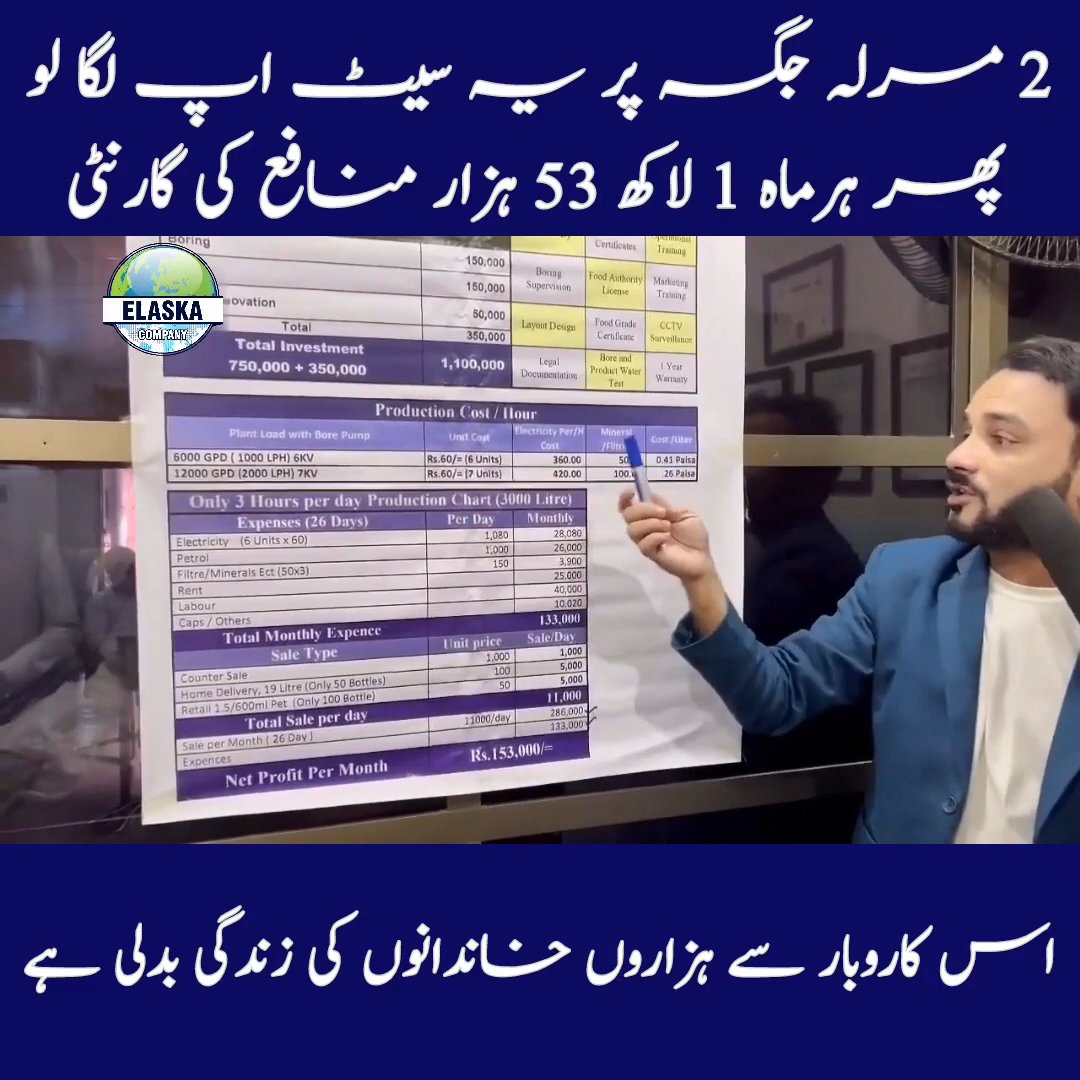 2 مرلہ جگہ پر یہ سیٹ اپ لگا لو
پھر ہر ماہ 1 لاکھ 53 ہزار منافع کی گارنٹی
ELASKA
COMPANY
Boring 150,000
150,000
ovation 50,000
Total 350,000
Total Investment
750,000 + 350,000 1,100,000
Certificates Operational Training
Boring Supervision Food Authority License Marketing Training
Layout Design Food Grade Certificate CCTV Surveillance
Legal Documentation Bore and Product Water Test 1 Year Warranty
Production Cost / Hour
Plant Load with Bore Pump Unit Cost Electricity Per/H Cost Mineral /Filtr Cost /Liter
6000 GPD ( 1000 LPH) 6KV Rs.60/= (6 Units) 360.00 50 0.41 Paisa
12000 GPD (2000 LPH) 7KV Rs.60/= (7 Units) 420.00 100. .26 Paisa
Only 3 Hours per day Production Chart (3000 Litre)
Expenses (26 Days) Per Day Monthly
Electricity (6 Units x 60) 1,080 28,080
Petrol 1,000 26,000
Filtre/Minerals Ect (50x3) 150 3,900
Rent 25,000
Labour 40,000
Caps / Others 10,020
Total Monthly Expence 133,000
Sale Type Unit price Sale/Day
Counter Sale 1,000 1,000
Home Delivery, 19 Litre (Only 50 Bottles) 100 5,000
Retail 1.5/600ml Pet (Only 100 Bottle) 50 5,000
Total Sale per day 11,000
Sale per Month ( 26 Day ) 11000/day 286,000
Expences 133,000
Net Profit Per Month Rs.153,000/=
اس کاروبار سے ہزاروں خاندانوں کی زندگی بدلی ہے